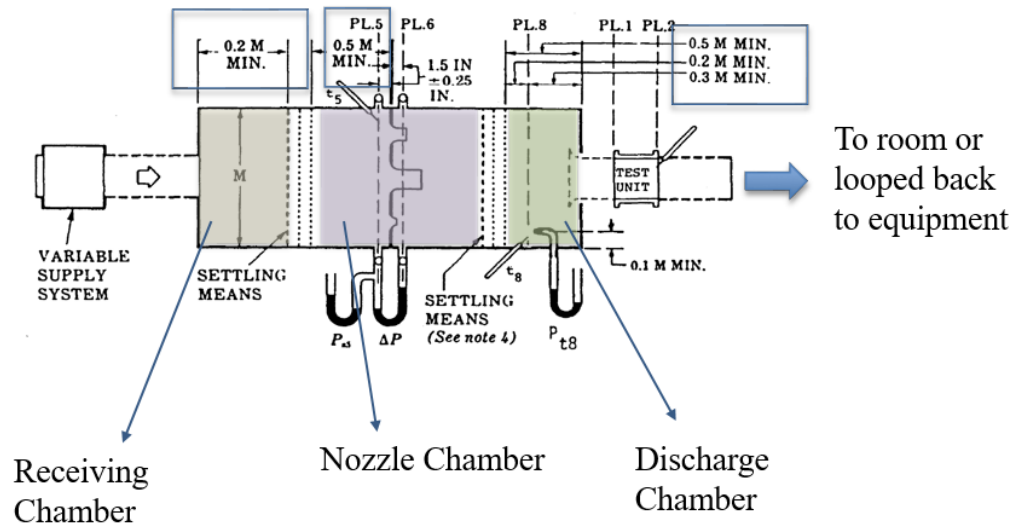 PL.5 PL.6 PL.8 PL.1 PL.2
0.2 M
MIN.
0.5 M
MIN.
1.5 IN
±0.25
IN.
0.5 M MIN.
0.2 M MIN.
0.3 M MIN.
t5
M
TEST
UNIT
To room or
looped back
to equipment
VARIABLE
SUPPLY
SYSTEM
SETTLING
MEANS
Ps5
ΔP
SETTLING
MEANS
(See note 4)
t8
Pt8
0.1 M MIN.
Receiving
Chamber
Nozzle Chamber
Discharge
Chamber